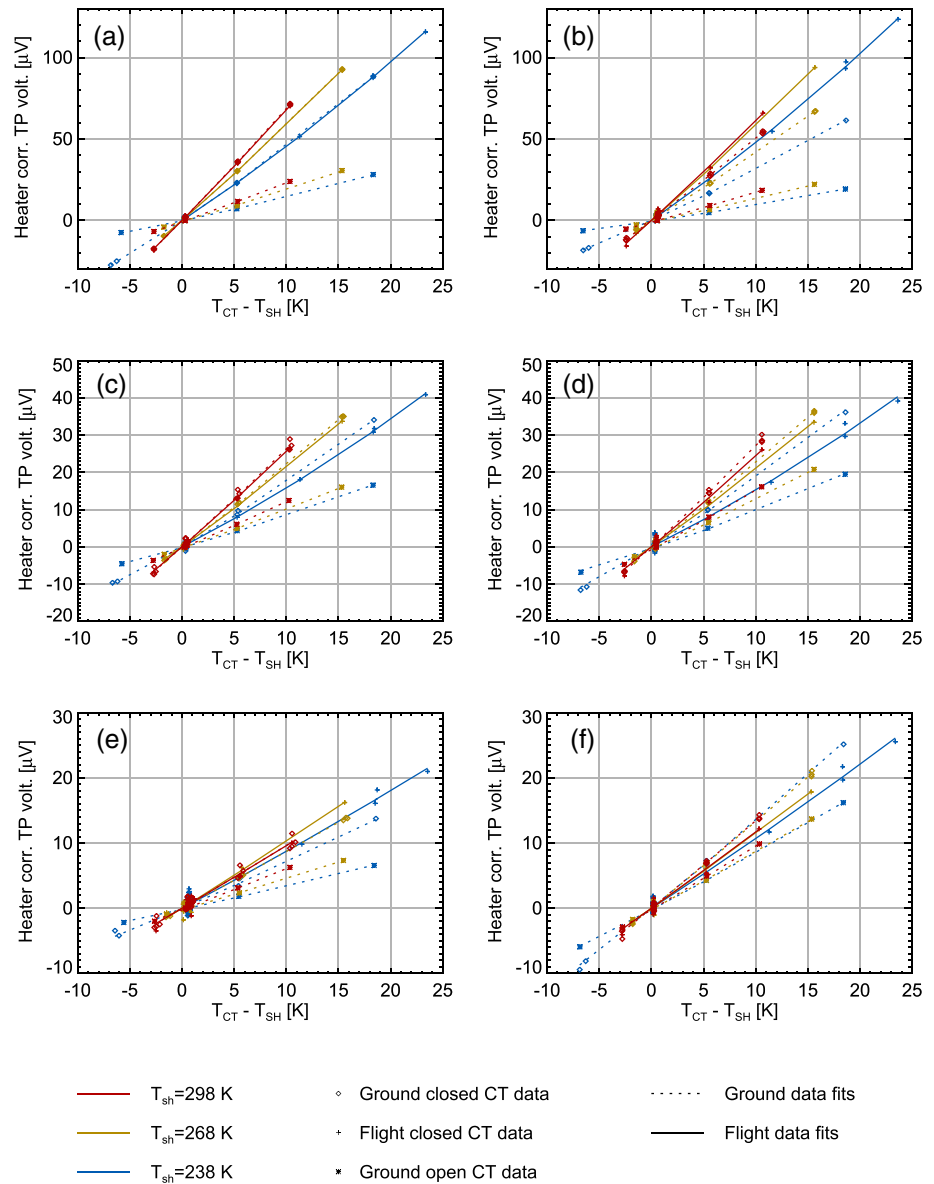 (a) (b)
Heater corr. TP volt. [µV] Heater corr. TP volt. [µV]
100 100
50 50
0 0
-10 -5 0 5 10 15 20 25 -10 -5 0 5 10 15 20 25
T_CT - T_SH [K] T_CT - T_SH [K]
(c) (d)
Heater corr. TP volt. [µV] Heater corr. TP volt. [µV]
50 50
40 40
30 30
20 20
10 10
0 0
-10 -10
-20 -20
-10 -5 0 5 10 15 20 25 -10 -5 0 5 10 15 20 25
T_CT - T_SH [K] T_CT - T_SH [K]
(e) (f)
Heater corr. TP volt. [µV] Heater corr. TP volt. [µV]
30 30
20 20
10 10
0 0
-10 -10
-10 -5 0 5 10 15 20 25 -10 -5 0 5 10 15 20 25
T_CT - T_SH [K] T_CT - T_SH [K]
T_sh=298 K Ground closed CT data Ground data fits
T_sh=268 K Flight closed CT data Flight data fits
T_sh=238 K Ground open CT data